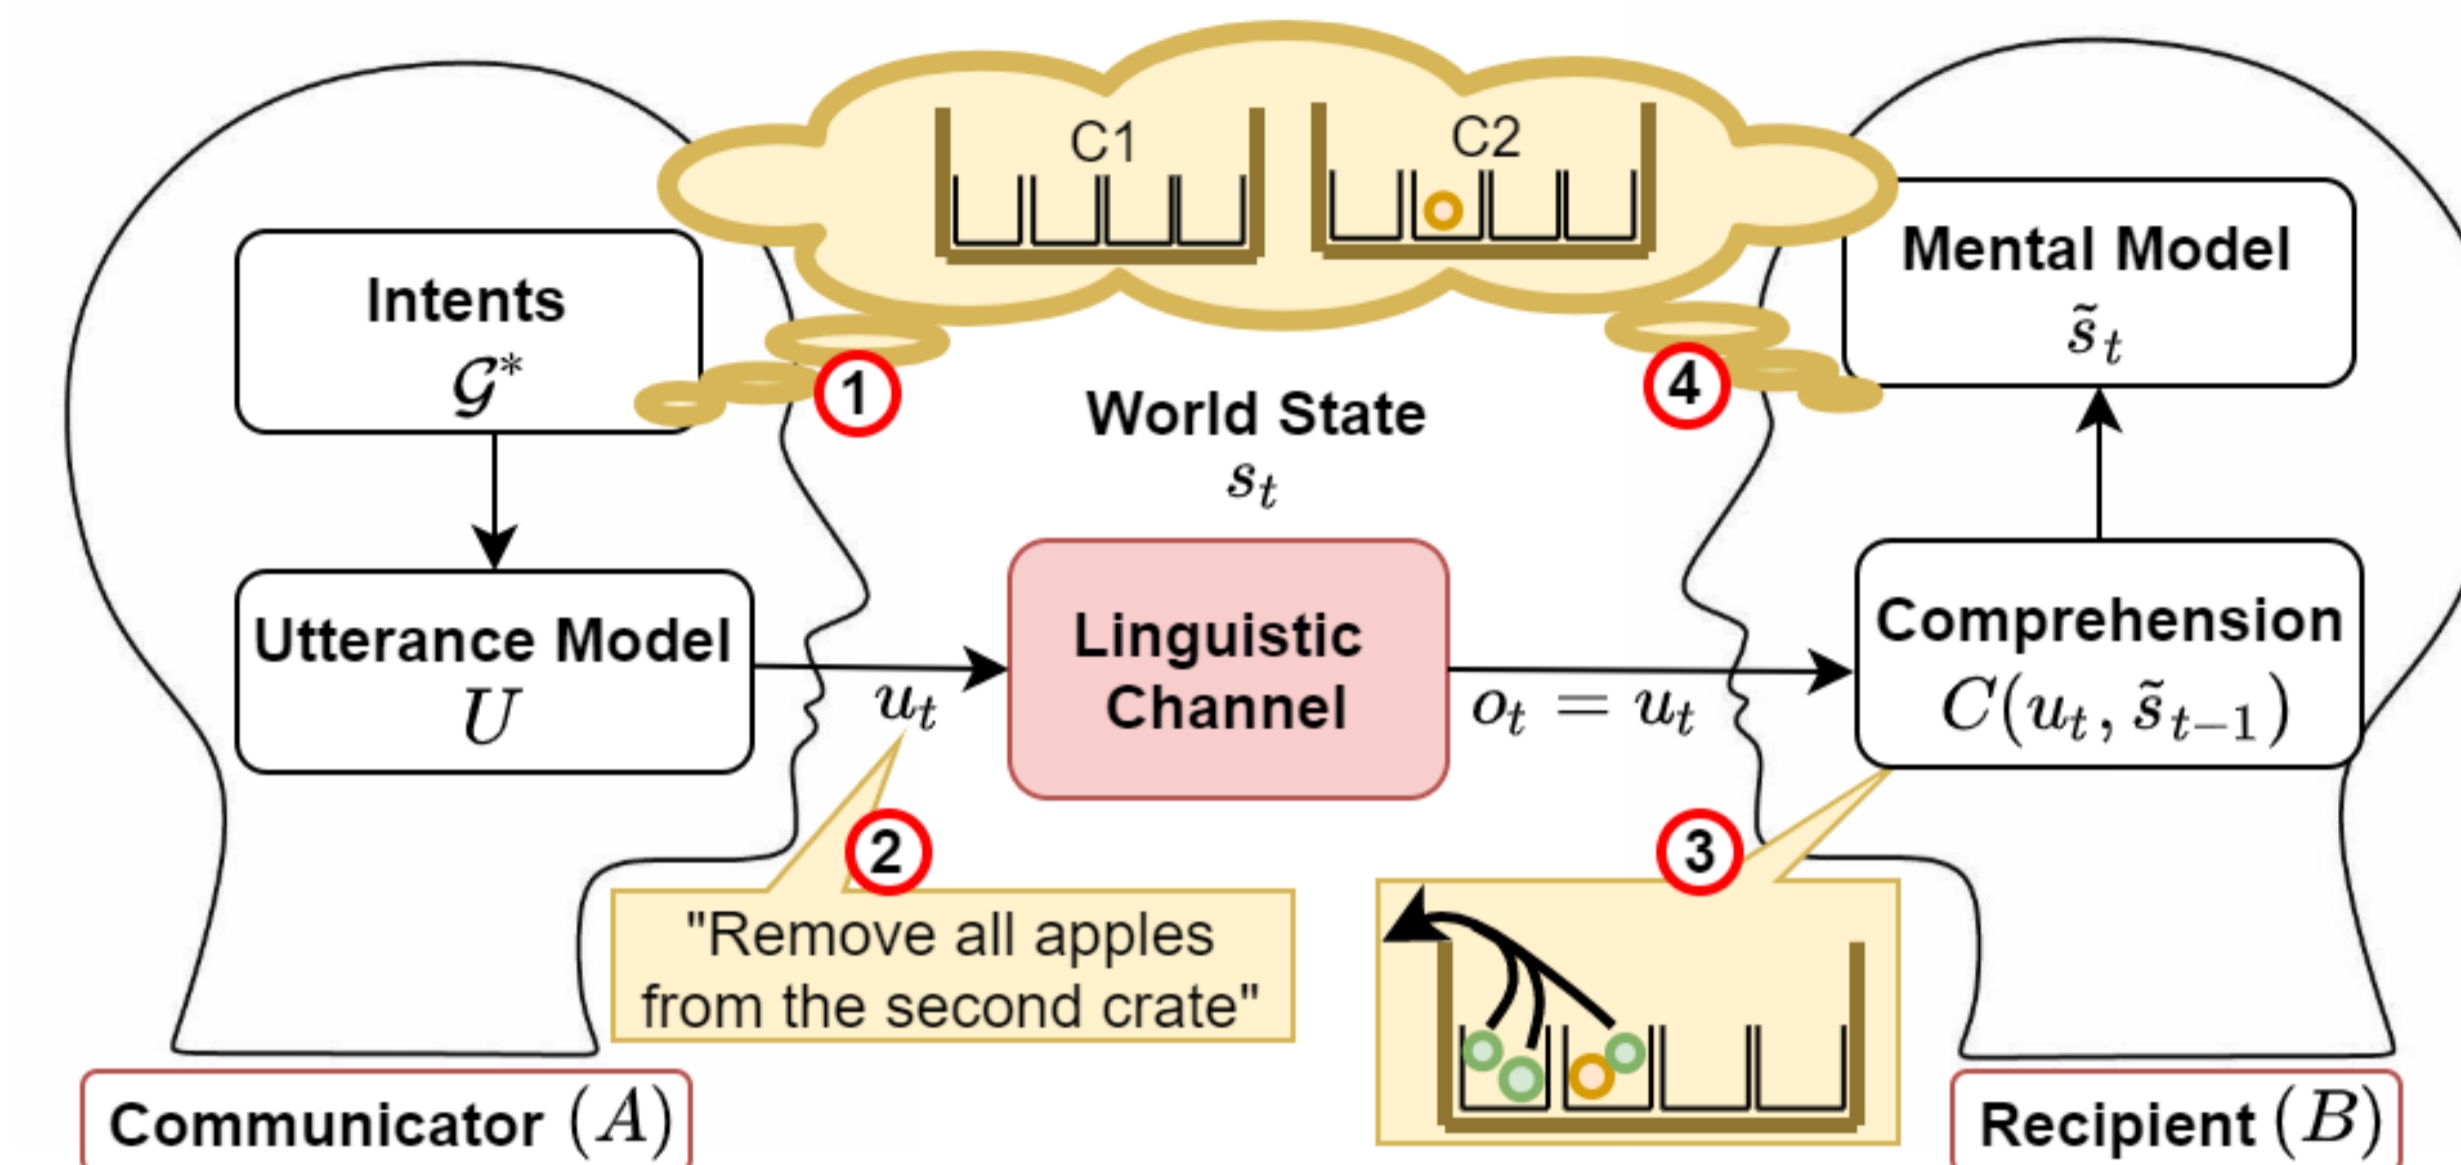 C1
C2
Intents
𝒢*
1
4
Mental Model
s̃ₜ
World State
sₜ
Utterance Model
U
uₜ
Linguistic
Channel
oₜ = uₜ
Comprehension
C(uₜ, s̃ₜ₋₁)
2
3
"Remove all apples
from the second crate"
Communicator (A)
Recipient (B)